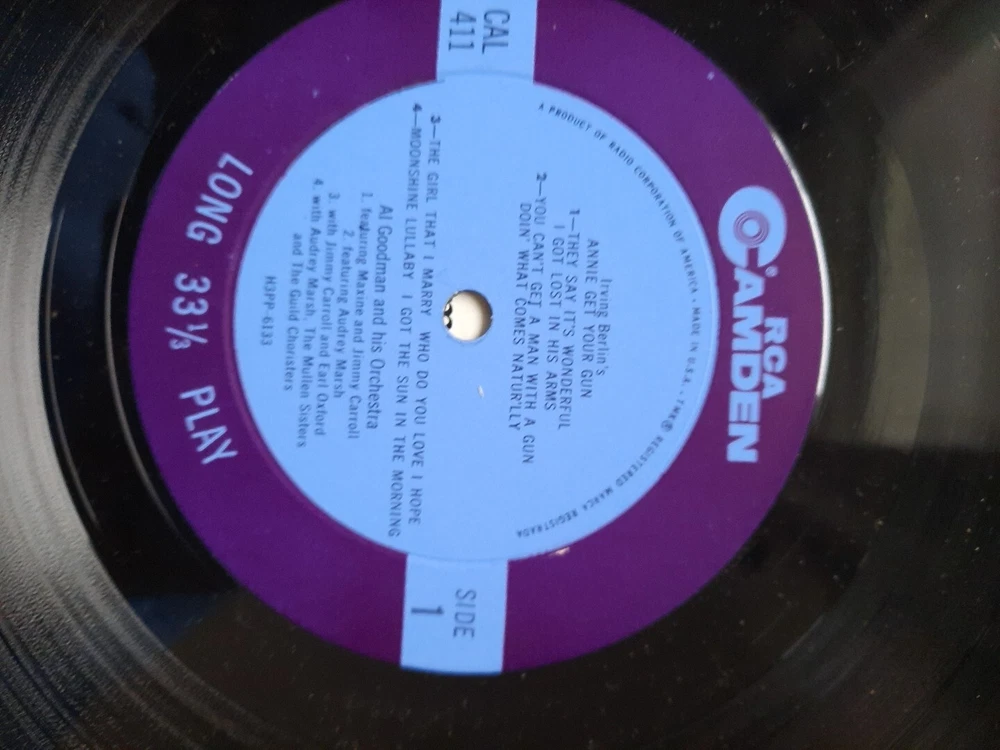 RCA
CAMDEN
®
A PRODUCT OF RADIO CORPORATION OF AMERICA • MADE IN U.S.A. • TMK(S)® REGISTERED MARCA REGISTRADA
Irving Berlin's
ANNIE GET YOUR GUN
1—THEY SAY IT'S WONDERFUL
I GOT LOST IN HIS ARMS
2—YOU CAN'T GET A MAN WITH A GUN
DOIN' WHAT COMES NATUR'LLY
CAL
411
SIDE
1
3—THE GIRL THAT I MARRY WHO DO YOU LOVE I HOPE
4—MOONSHINE LULLABY I GOT THE SUN IN THE MORNING
Al Goodman and his Orchestra
1. featuring Maxine and Jimmy Carroll
2. featuring Audrey Marsh
3. with Jimmy Carroll and Earl Oxford
4. with Audrey Marsh, The Mullen Sisters
and The Guild Choristers
H3PP-6133
LONG 33⅓ PLAY